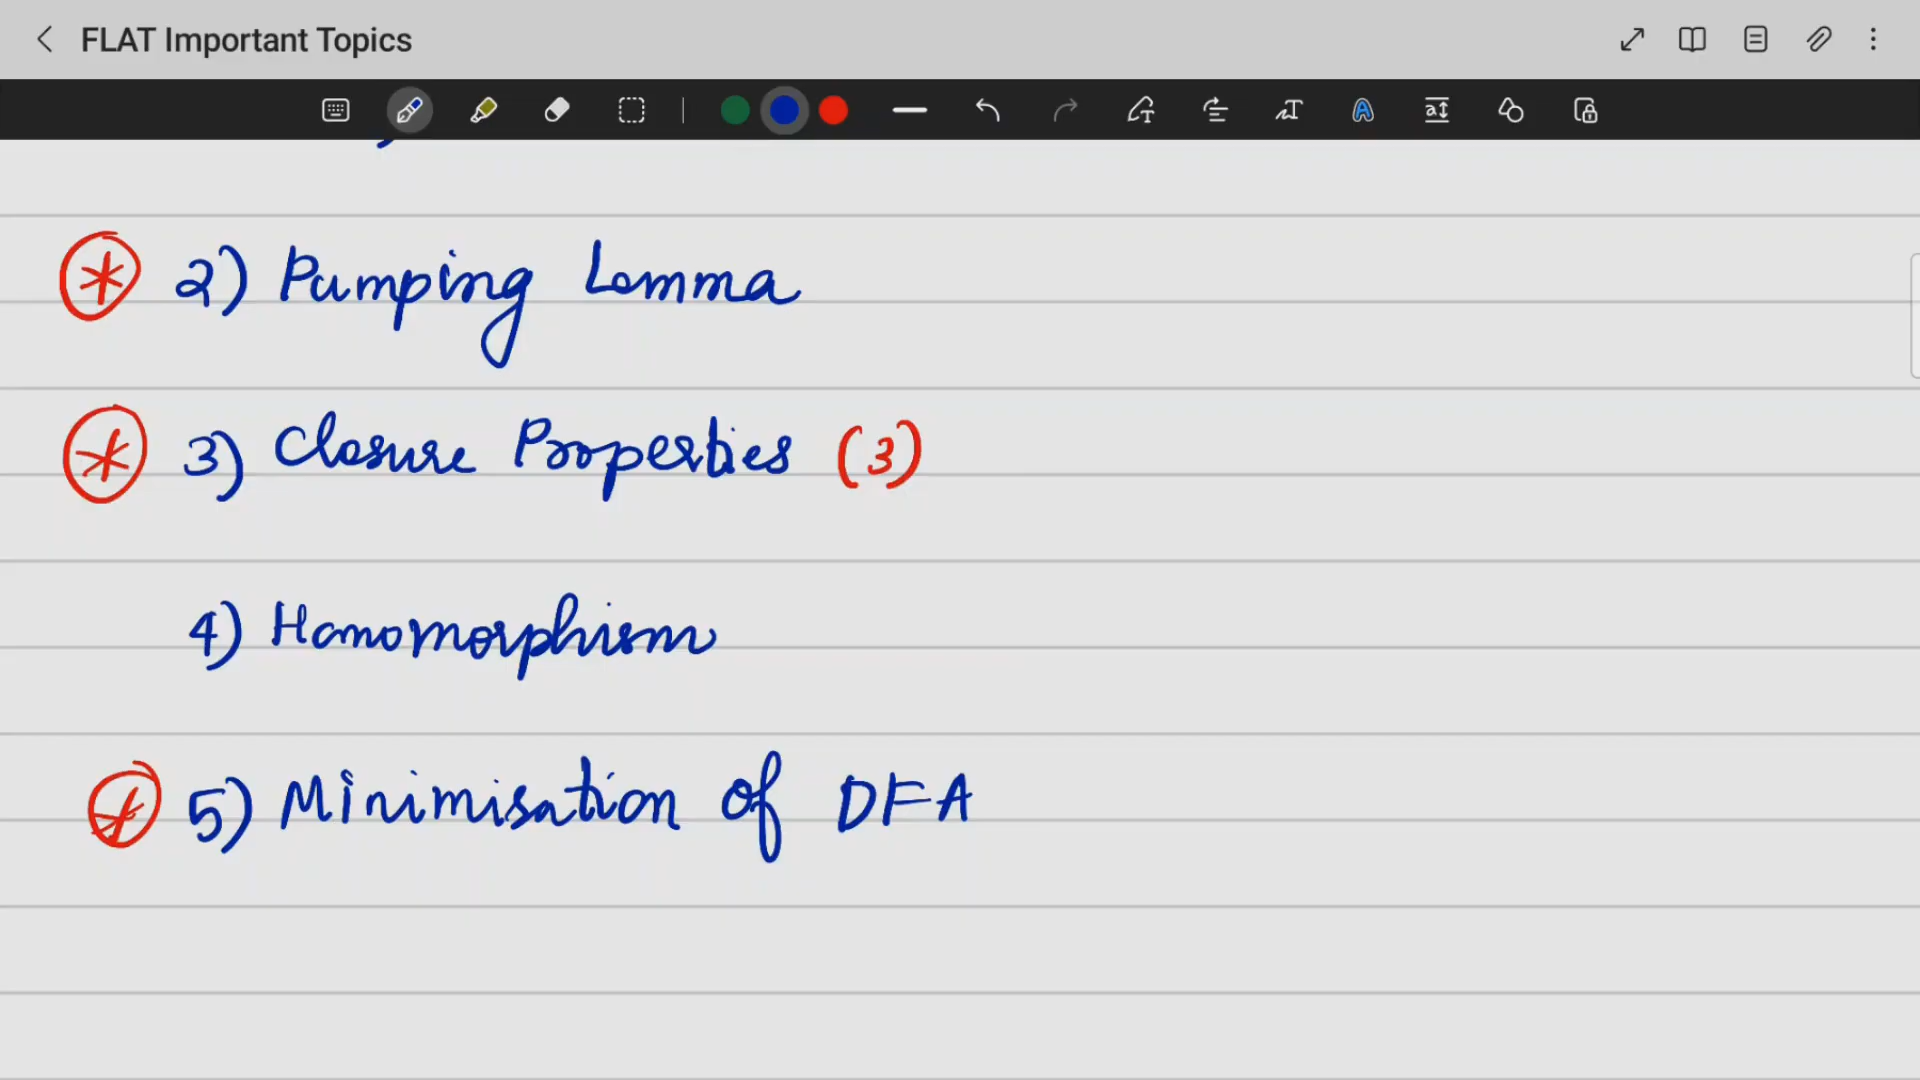 FLAT Important Topics
2) Pumping Lemma
3) Closure Properties (3)
4) Homomorphism
5) Minimisation of DFA